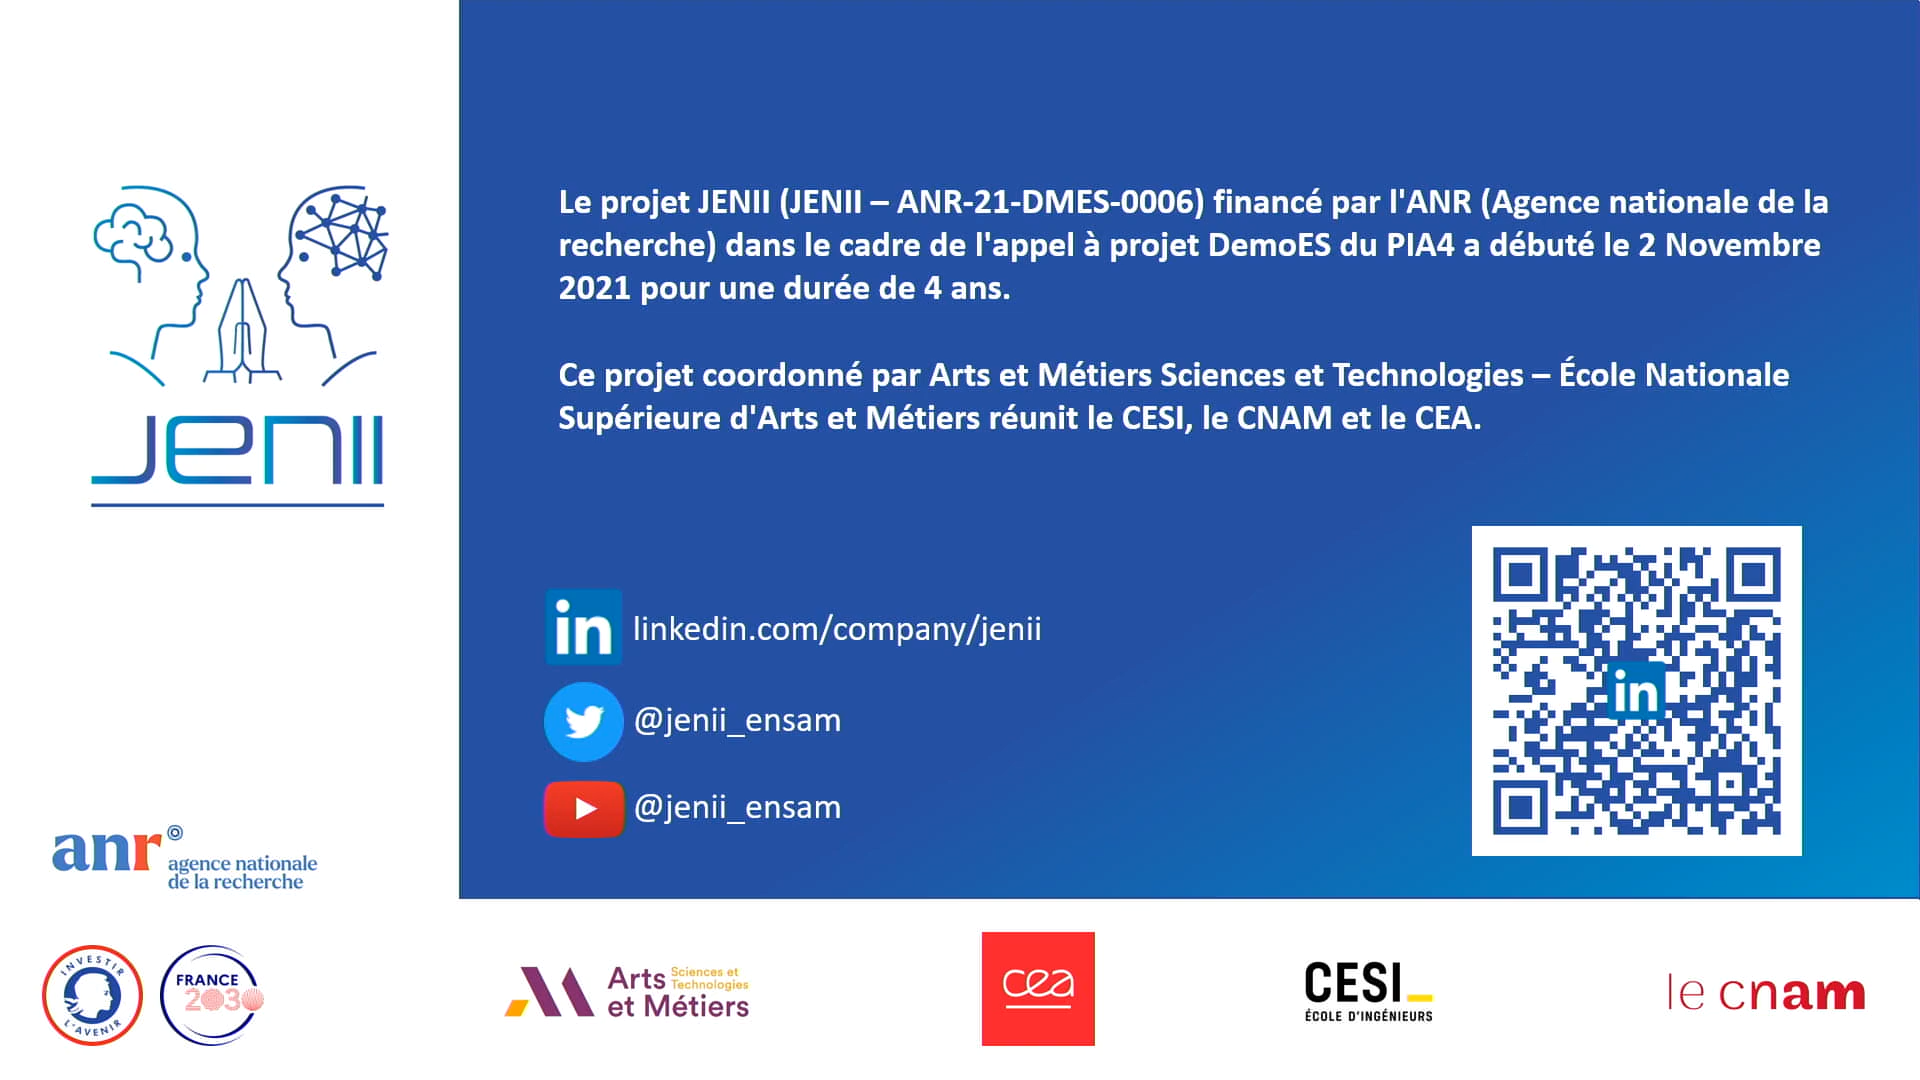 Le projet JENII (JENII – ANR-21-DMES-0006) financé par l'ANR (Agence nationale de la
recherche) dans le cadre de l'appel à projet DemoES du PIA4 a débuté le 2 Novembre
2021 pour une durée de 4 ans.
Ce projet coordonné par Arts et Métiers Sciences et Technologies – École Nationale
Supérieure d'Arts et Métiers réunit le CESI, le CNAM et le CEA.
jenii
in linkedin.com/company/jenii
@jenii_ensam
@jenii_ensam
in
anr
agence nationale
de la recherche
INVESTIR
L'AVENIR
FRANCE
2030
Arts Sciences et
Technologies
et Métiers
cea
CESI_
ÉCOLE D'INGÉNIEURS
le cnam